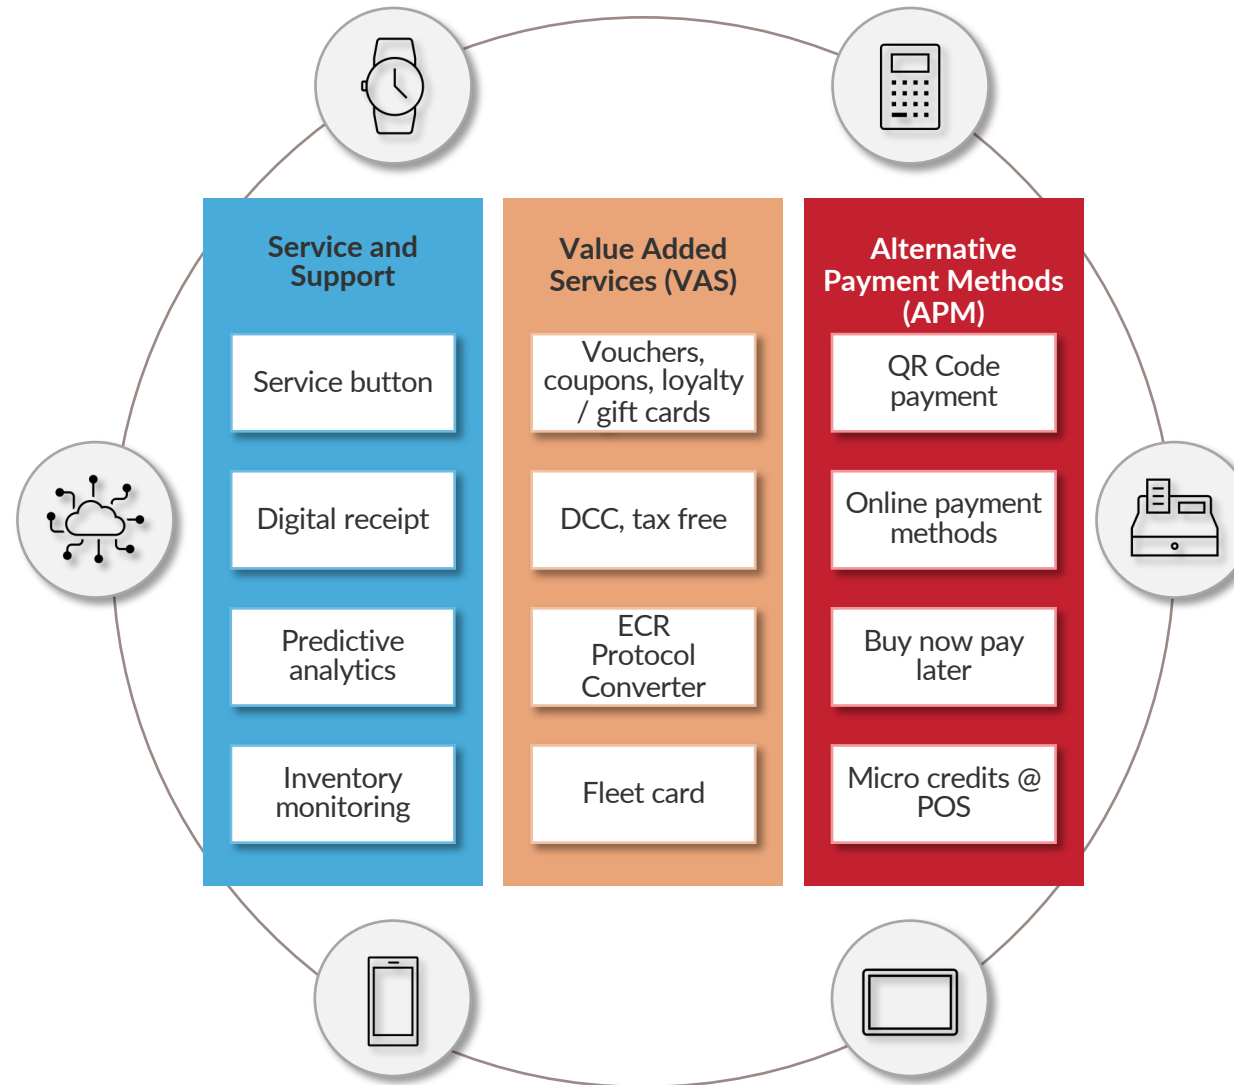 Service and
Support
Service button
Digital receipt
Predictive
analytics
Inventory
monitoring
Value Added
Services (VAS)
Vouchers,
coupons, loyalty
/ gift cards
DCC, tax free
ECR
Protocol
Converter
Fleet card
Alternative
Payment Methods
(APM)
QR Code
payment
Online payment
methods
Buy now pay
later
Micro credits @
POS